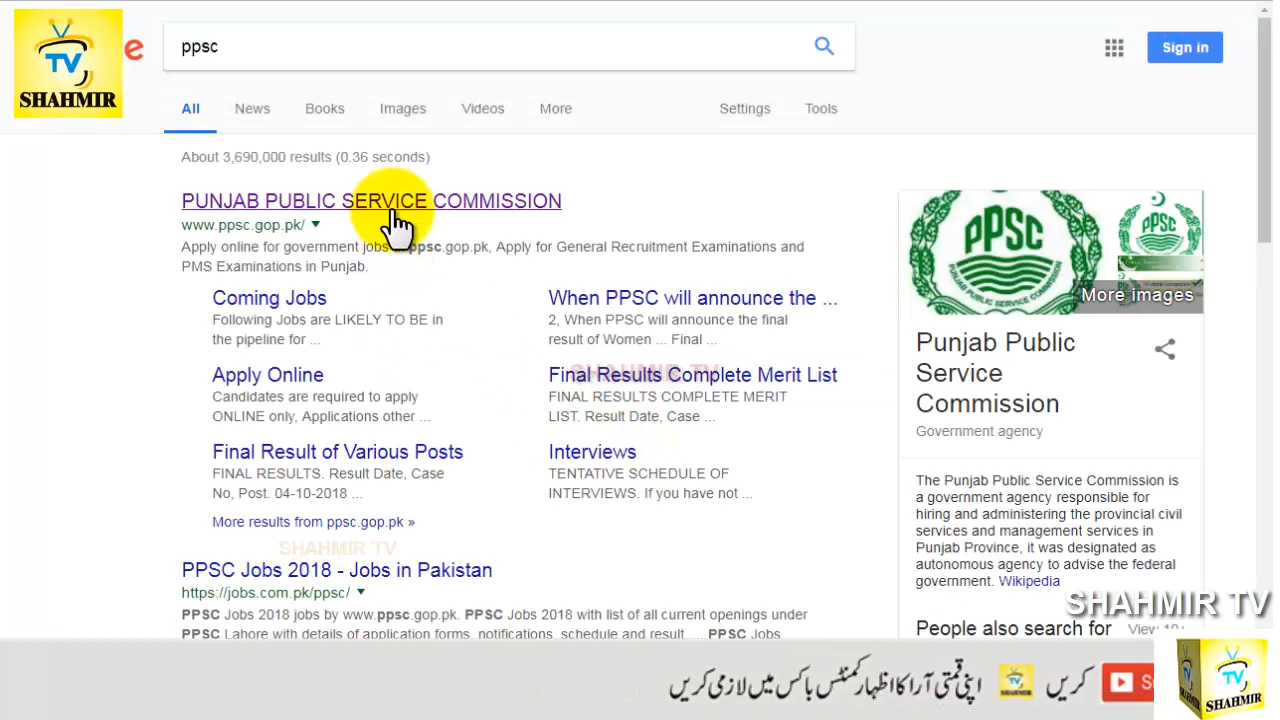 TV
SHAHMIR
e
ppsc
Sign in
All
News
Books
Images
Videos
More
Settings
Tools
About 3,690,000 results (0.36 seconds)
PUNJAB PUBLIC SERVICE COMMISSION
www.ppsc.gop.pk/
Apply online for government jobs ppsc.gop.pk, Apply for General Recruitment Examinations and
PMS Examinations in Punjab.
Coming Jobs
Following Jobs are LIKELY TO BE in
the pipeline for ...
When PPSC will announce the ...
2, When PPSC will announce the final
result of Women ... Final ...
SHAHMIR TV
Apply Online
Candidates are required to apply
ONLINE only, Applications other ...
Final Results Complete Merit List
FINAL RESULTS COMPLETE MERIT
LIST. Result Date, Case ...
Final Result of Various Posts
FINAL RESULTS. Result Date, Case
No, Post. 04-10-2018 ...
Interviews
TENTATIVE SCHEDULE OF
INTERVIEWS. If you have not ...
More results from ppsc.gop.pk »
SHAHMIR TV
PPSC Jobs 2018 - Jobs in Pakistan
https://jobs.com.pk/ppsc/
PPSC Jobs 2018 jobs by www.ppsc.gop.pk. PPSC Jobs 2018 with list of all current openings under
PPSC Lahore with details of application forms, notifications, schedule and result.... PPSC Jobs
PPSC
PUNJAB PUBLIC SERVICE COMMISSION
More images
Punjab Public
Service
Commission
Government agency
The Punjab Public Service Commission is
a government agency responsible for
hiring and administering the provincial civil
services and management services in
Punjab Province, it was designated as
autonomous agency to advise the federal
government. Wikipedia
SHAHMIR TV
People also search for
View 10+
اپنی قمتی آرا کا اظہار کمنٹس باکس میں لازمی کریں
کریں
TV
SHAHMIR